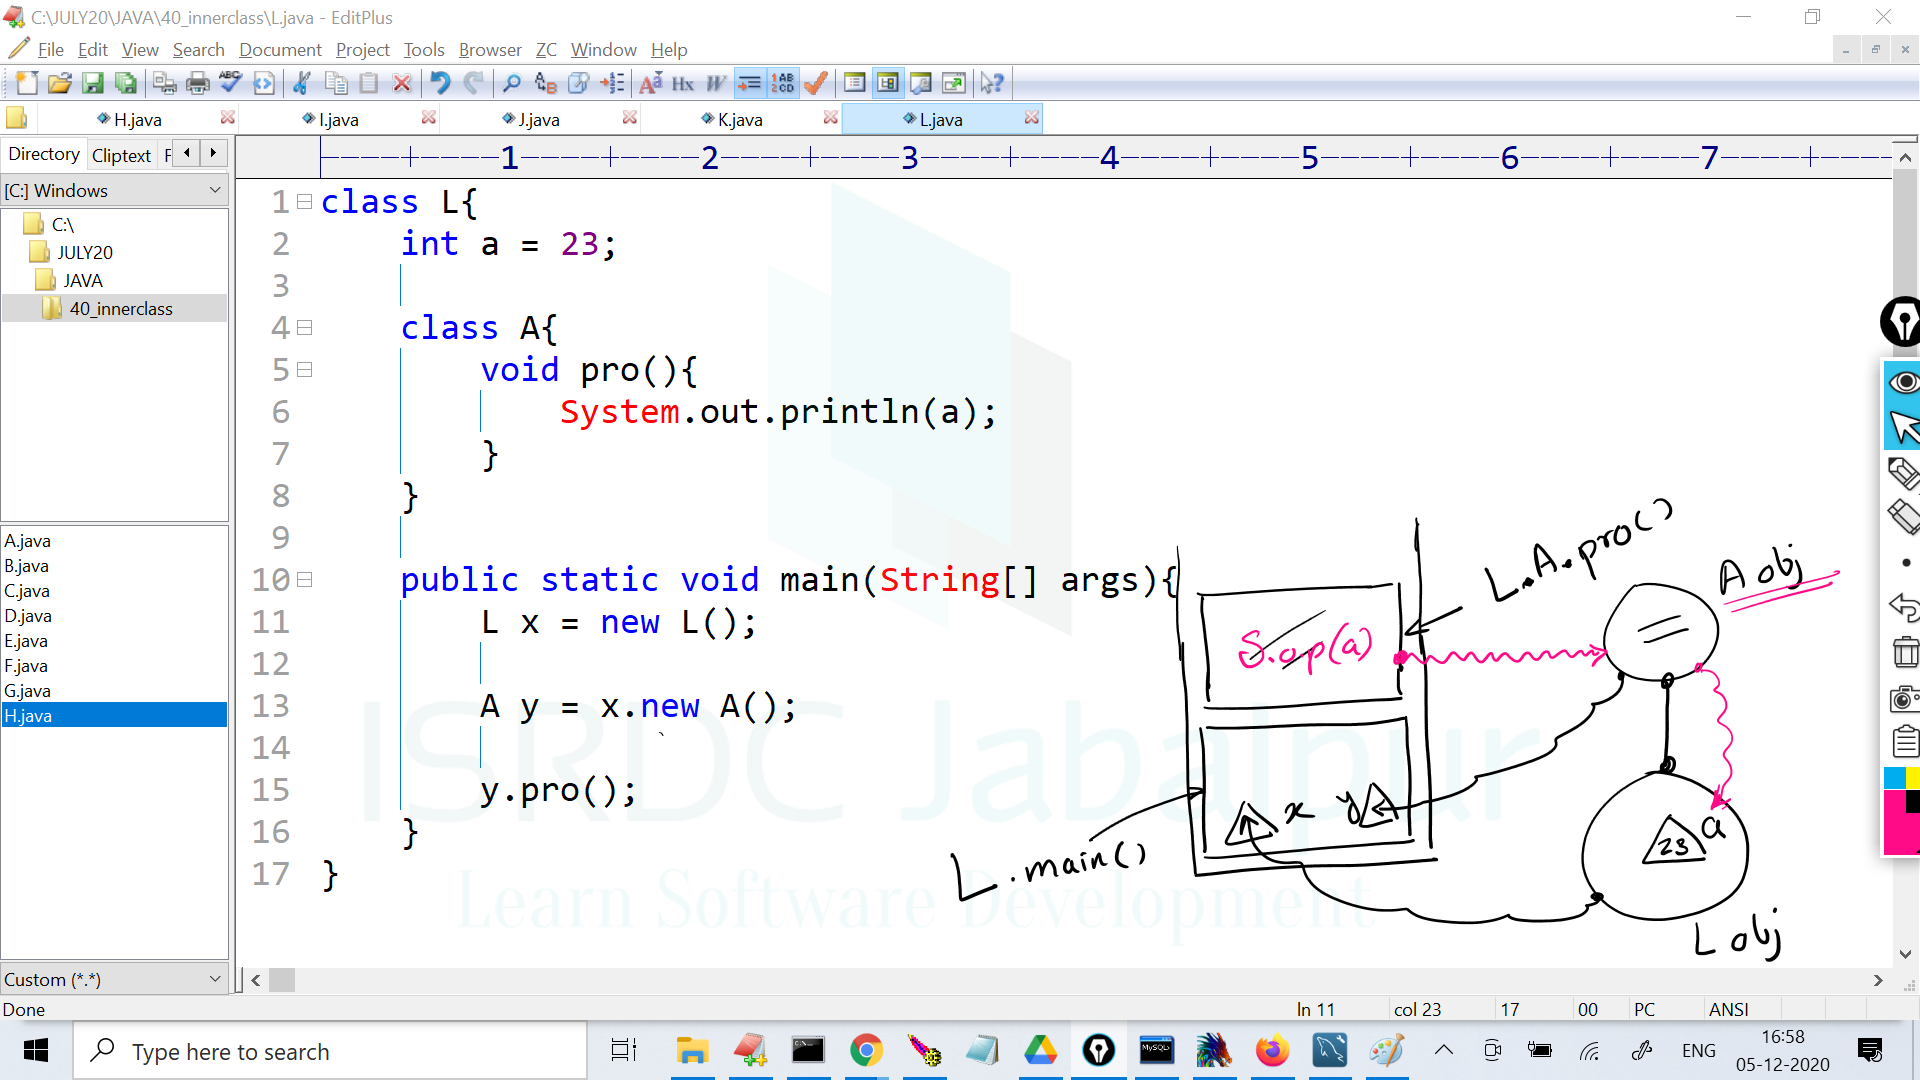 C:\JULY20\JAVA\40_innerclass\L.java - EditPlus
File Edit View Search Document Project Tools Browser ZC Window Help
H.java I.java J.java K.java L.java
Directory Cliptext F
1 2 3 4 5 6 7
[C:] Windows
C:\
JULY20
JAVA
40_innerclass
A.java
B.java
C.java
D.java
E.java
F.java
G.java
H.java
Custom (*.*)
1 class L{
2 int a = 23;
3
4 class A{
5 void pro(){
6 System.out.println(a);
7 }
8 }
9
10 public static void main(String[] args){
11 L x = new L();
12
13 A y = x.new A();
14
15 y.pro();
16 }
17 }
L.A.pro()
A obj
S.o.p(a)
x y
L.main()
a
23
L obj
ISRDC Jabalpur
Learn Software Development
Done ln 11 col 23 17 00 PC ANSI
Type here to search
MySQL
ENG
16:58
05-12-2020